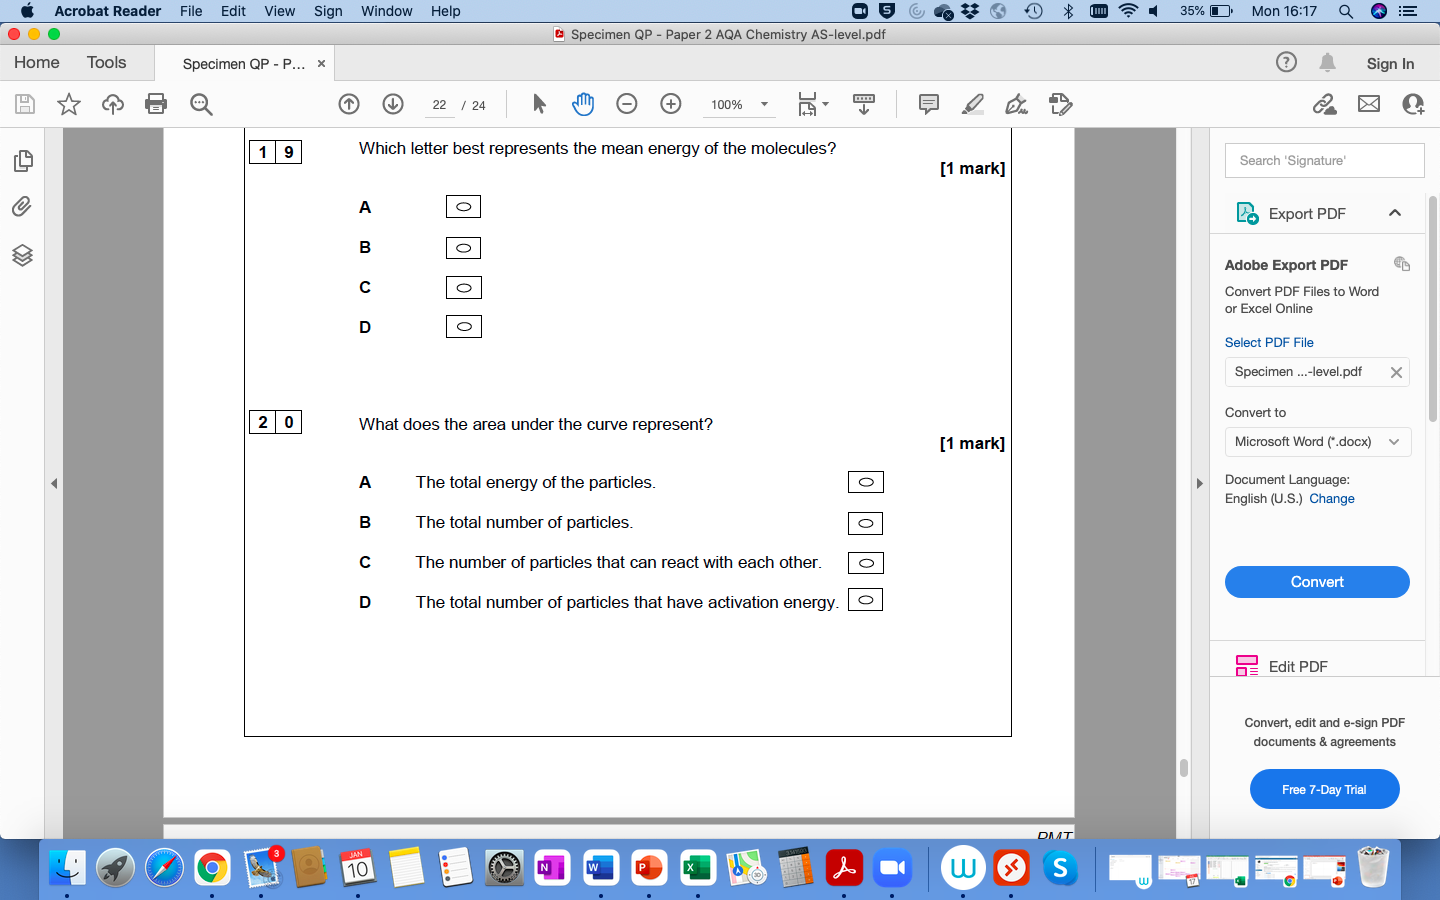 Acrobat Reader File Edit View Sign Window Help 35% Mon 16:17
Specimen QP - Paper 2 AQA Chemistry AS-level.pdf
Home Tools Specimen QP - P... × Sign In
22 / 24 100%
1 9 Which letter best represents the mean energy of the molecules?
[1 mark]
A
B
C
D
2 0 What does the area under the curve represent?
[1 mark]
A The total energy of the particles.
B The total number of particles.
C The number of particles that can react with each other.
D The total number of particles that have activation energy.
PMT
Search 'Signature'
Export PDF
Adobe Export PDF
Convert PDF Files to Word
or Excel Online
Select PDF File
Specimen ...-level.pdf
Convert to
Microsoft Word (*.docx)
Document Language:
English (U.S.) Change
Convert
Edit PDF
Convert, edit and e-sign PDF
documents & agreements
Free 7-Day Trial
3
JAN
10